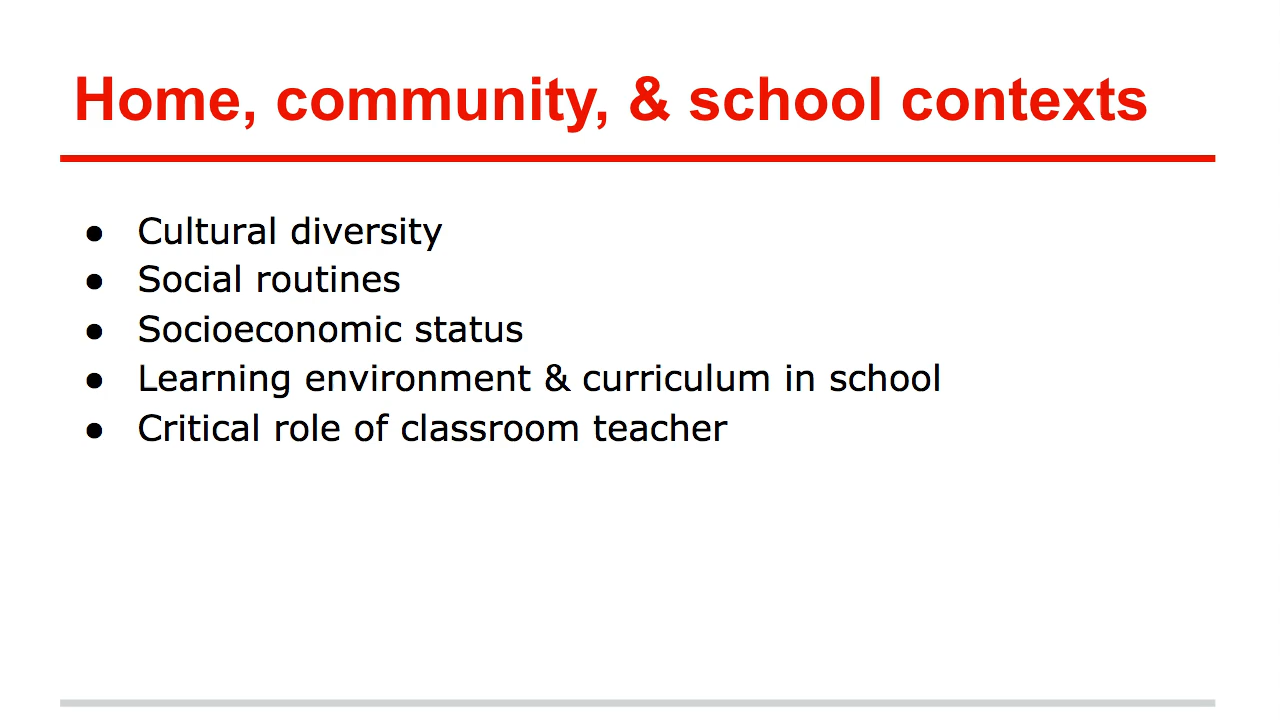 Home, community, & school contexts
● Cultural diversity
● Social routines
● Socioeconomic status
● Learning environment & curriculum in school
● Critical role of classroom teacher